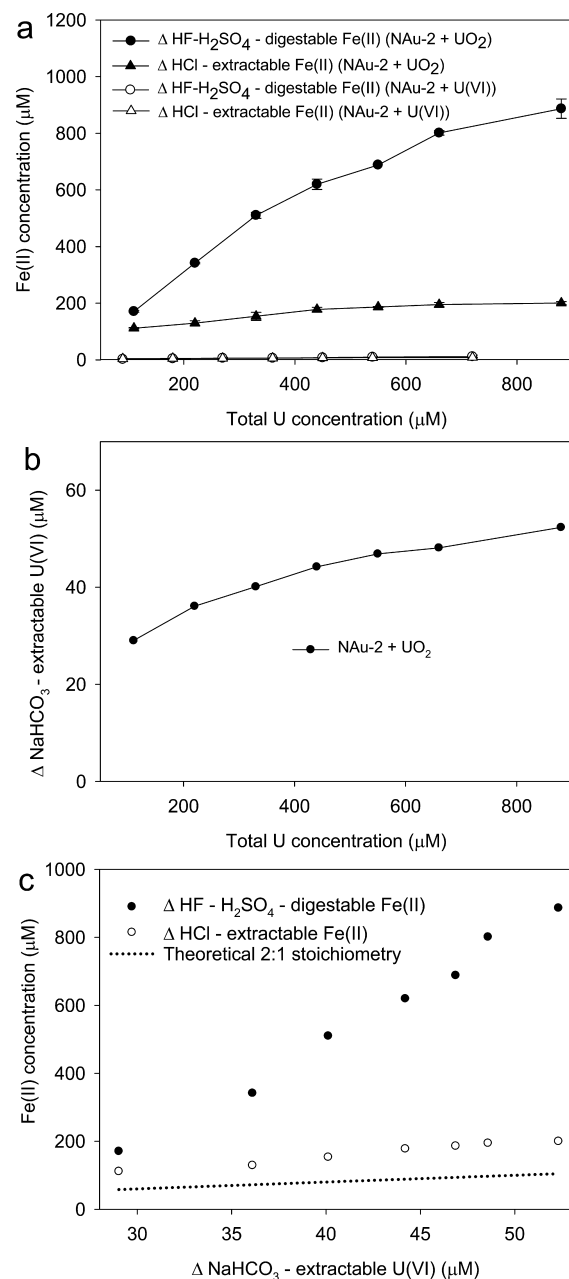 a
Δ HF-H₂SO₄ - digestable Fe(II) (NAu-2 + UO₂)
Δ HCl - extractable Fe(II) (NAu-2 + UO₂)
Δ HF-H₂SO₄ - digestable Fe(II) (NAu-2 + U(VI))
Δ HCl - extractable Fe(II) (NAu-2 + U(VI))
Fe(II) concentration (μM)
1200
1000
800
600
400
200
0
200 400 600 800
Total U concentration (μM)
b
Δ NaHCO₃ - extractable U(VI) (μM)
60
40
20
0
NAu-2 + UO₂
200 400 600 800
Total U concentration (μM)
c
Δ HF - H₂SO₄ - digestable Fe(II)
Δ HCl - extractable Fe(II)
Theoretical 2:1 stoichiometry
Fe(II) concentration (μM)
1000
800
600
400
200
0
30 35 40 45 50
Δ NaHCO₃ - extractable U(VI) (μM)